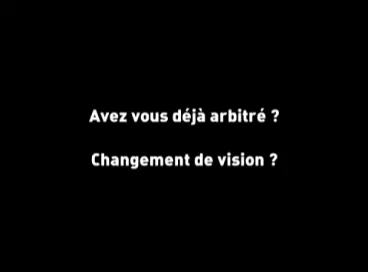 Avez vous déjà arbitré ?
Changement de vision ?